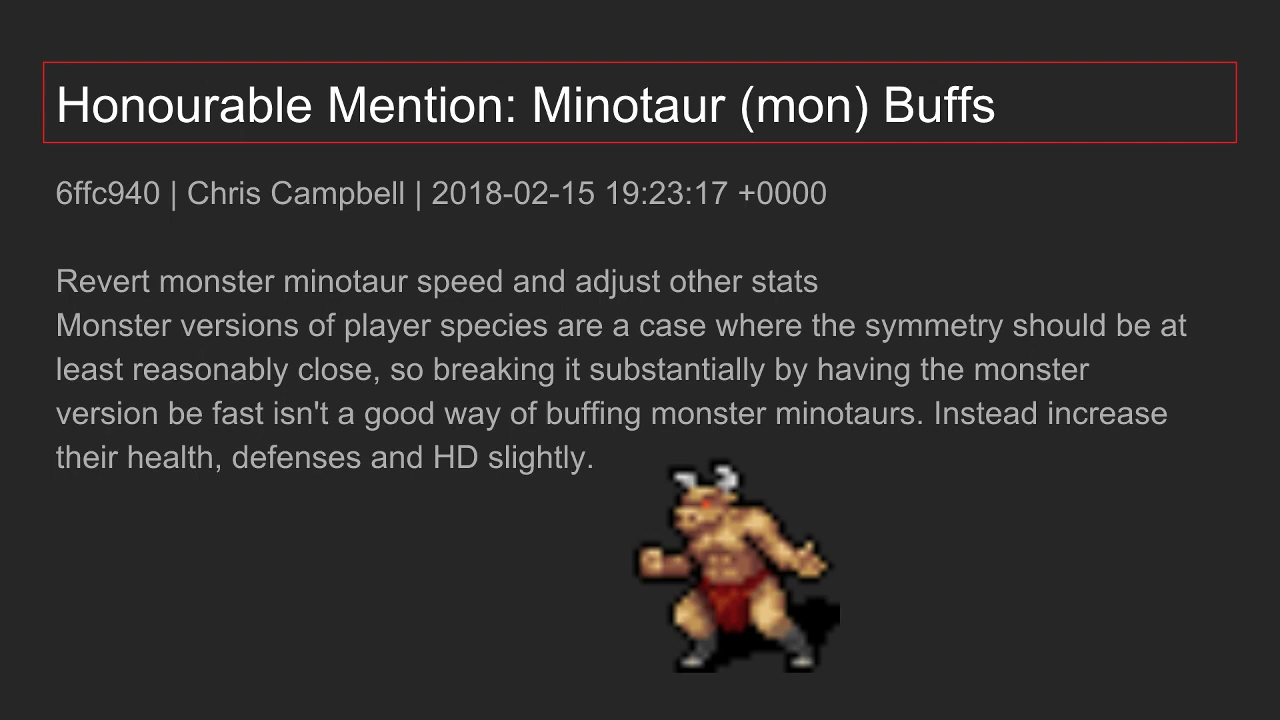 Honourable Mention: Minotaur (mon) Buffs
6ffc940 | Chris Campbell | 2018-02-15 19:23:17 +0000
Revert monster minotaur speed and adjust other stats
Monster versions of player species are a case where the symmetry should be at
least reasonably close, so breaking it substantially by having the monster
version be fast isn't a good way of buffing monster minotaurs. Instead increase
their health, defenses and HD slightly.